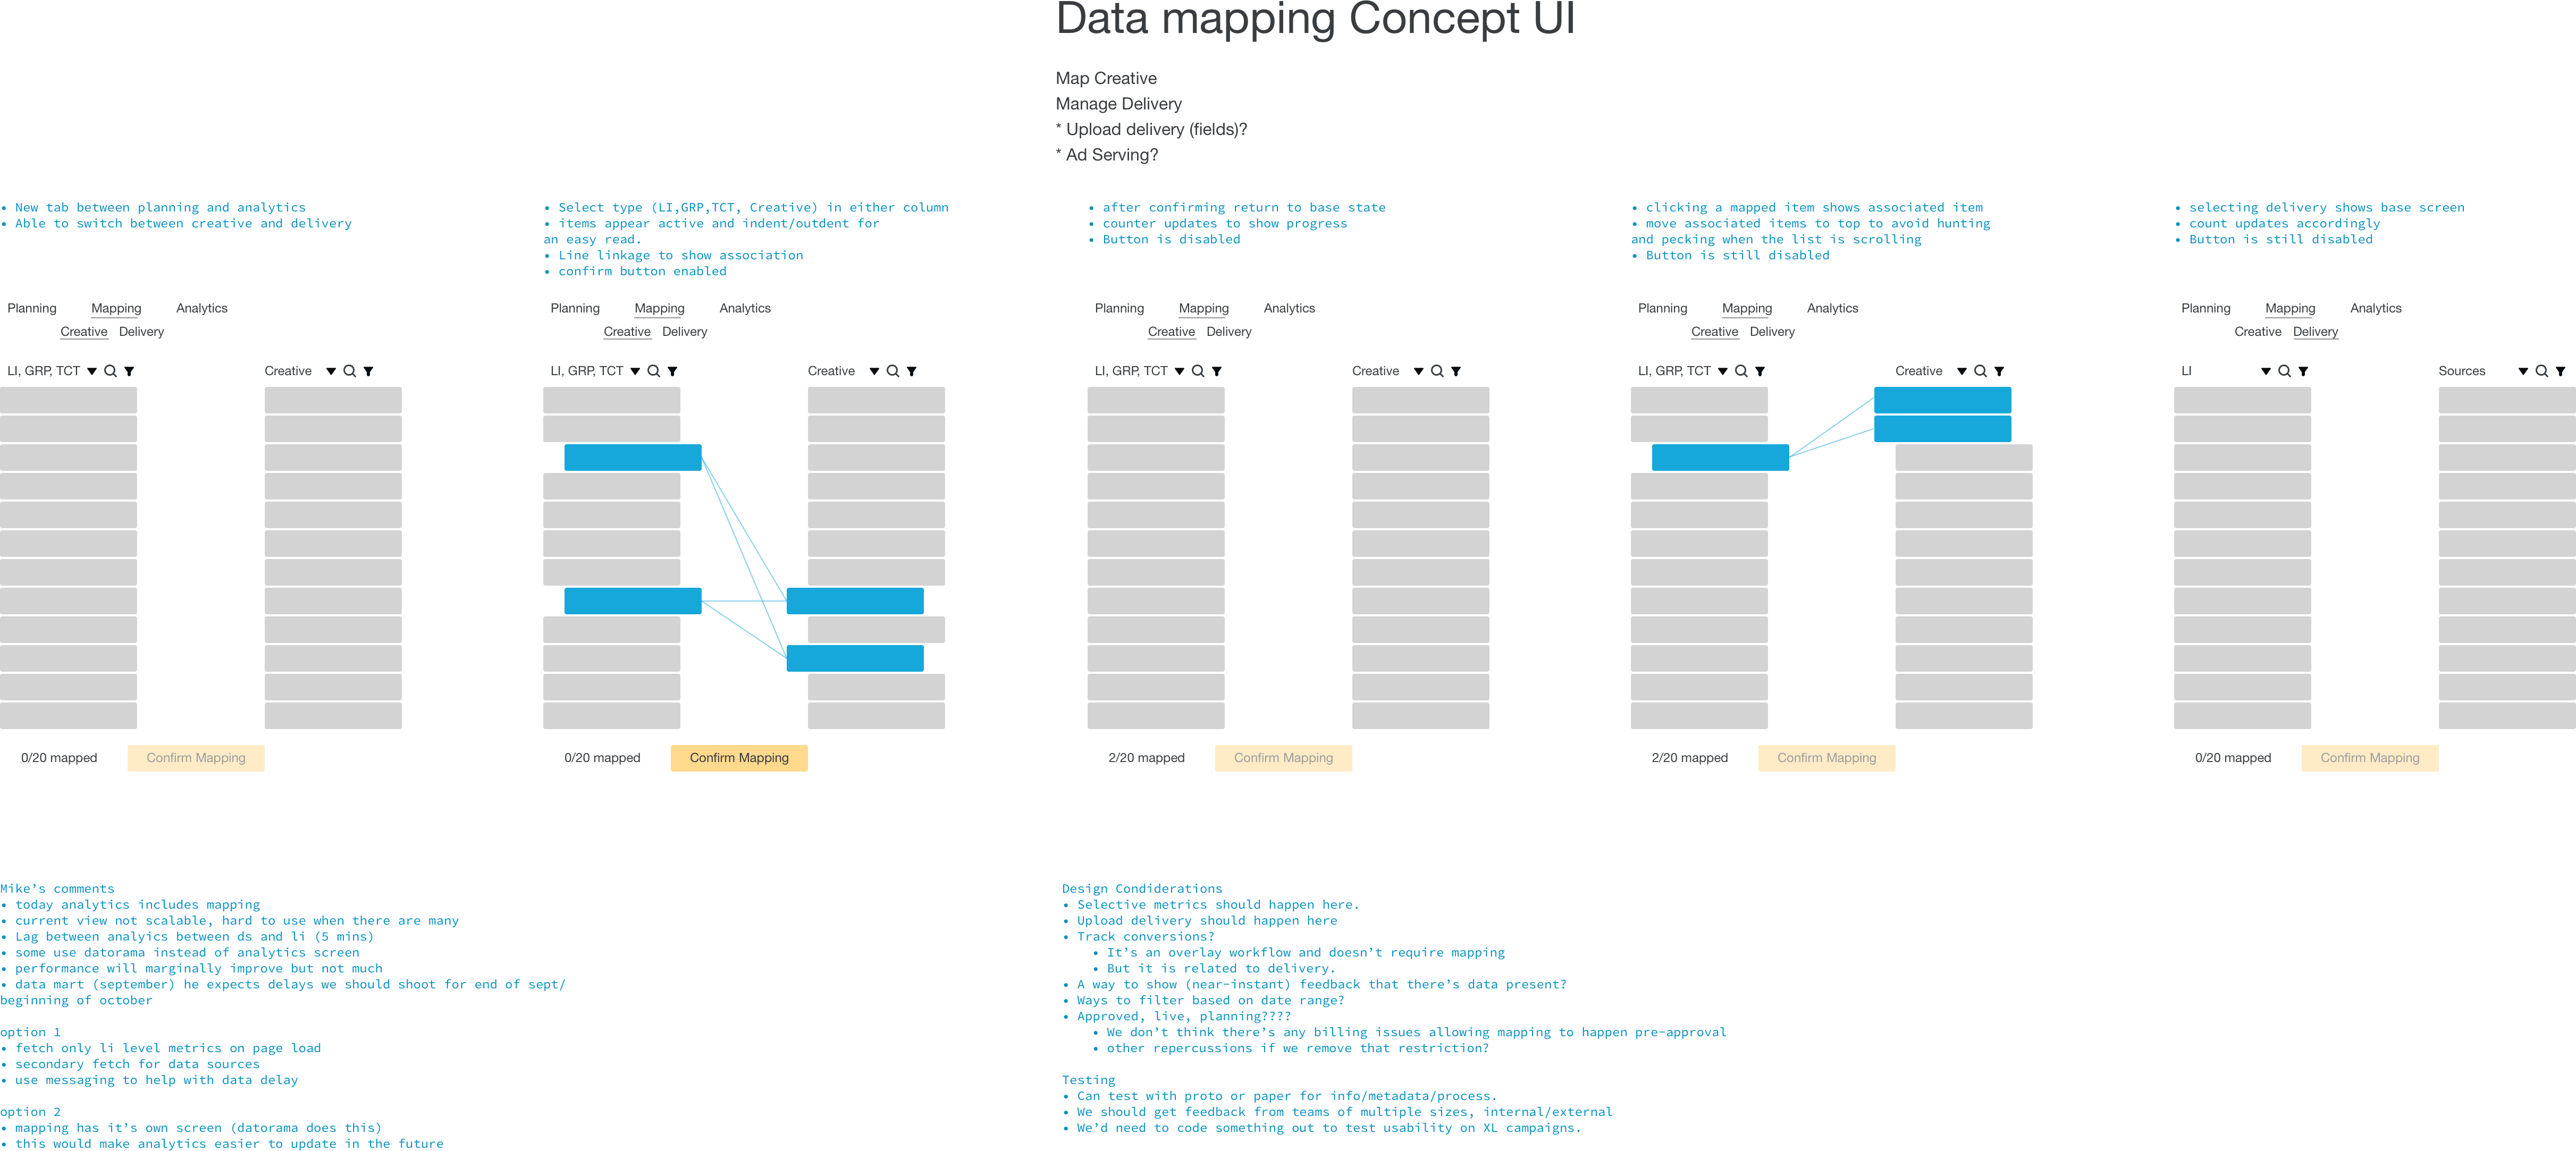 Data mapping Concept UI
Map Creative
Manage Delivery
* Upload delivery (fields)?
* Ad Serving?
• New tab between planning and analytics
• Able to switch between creative and delivery
Planning Mapping Analytics
Creative Delivery
LI, GRP, TCT Creative
0/20 mapped Confirm Mapping
• Select type (LI,GRP,TCT, Creative) in either column
• items appear active and indent/outdent for
an easy read.
• Line linkage to show association
• confirm button enabled
Planning Mapping Analytics
Creative Delivery
LI, GRP, TCT Creative
0/20 mapped Confirm Mapping
• after confirming return to base state
• counter updates to show progress
• Button is disabled
Planning Mapping Analytics
Creative Delivery
LI, GRP, TCT Creative
2/20 mapped Confirm Mapping
• clicking a mapped item shows associated item
• move associated items to top to avoid hunting
and pecking when the list is scrolling
• Button is still disabled
Planning Mapping Analytics
Creative Delivery
LI, GRP, TCT Creative
2/20 mapped Confirm Mapping
• selecting delivery shows base screen
• count updates accordingly
• Button is still disabled
Planning Mapping Analytics
Creative Delivery
LI Sources
0/20 mapped Confirm Mapping
Mike’s comments
• today analytics includes mapping
• current view not scalable, hard to use when there are many
• Lag between analyics between ds and li (5 mins)
• some use datorama instead of analytics screen
• performance will marginally improve but not much
• data mart (september) he expects delays we should shoot for end of sept/
beginning of october
option 1
• fetch only li level metrics on page load
• secondary fetch for data sources
• use messaging to help with data delay
option 2
• mapping has it’s own screen (datorama does this)
• this would make analytics easier to update in the future
Design Condiderations
• Selective metrics should happen here.
• Upload delivery should happen here
• Track conversions?
• It’s an overlay workflow and doesn’t require mapping
• But it is related to delivery.
• A way to show (near-instant) feedback that there’s data present?
• Ways to filter based on date range?
• Approved, live, planning????
• We don’t think there’s any billing issues allowing mapping to happen pre-approval
• other repercussions if we remove that restriction?
Testing
• Can test with proto or paper for info/metadata/process.
• We should get feedback from teams of multiple sizes, internal/external
• We’d need to code something out to test usability on XL campaigns.